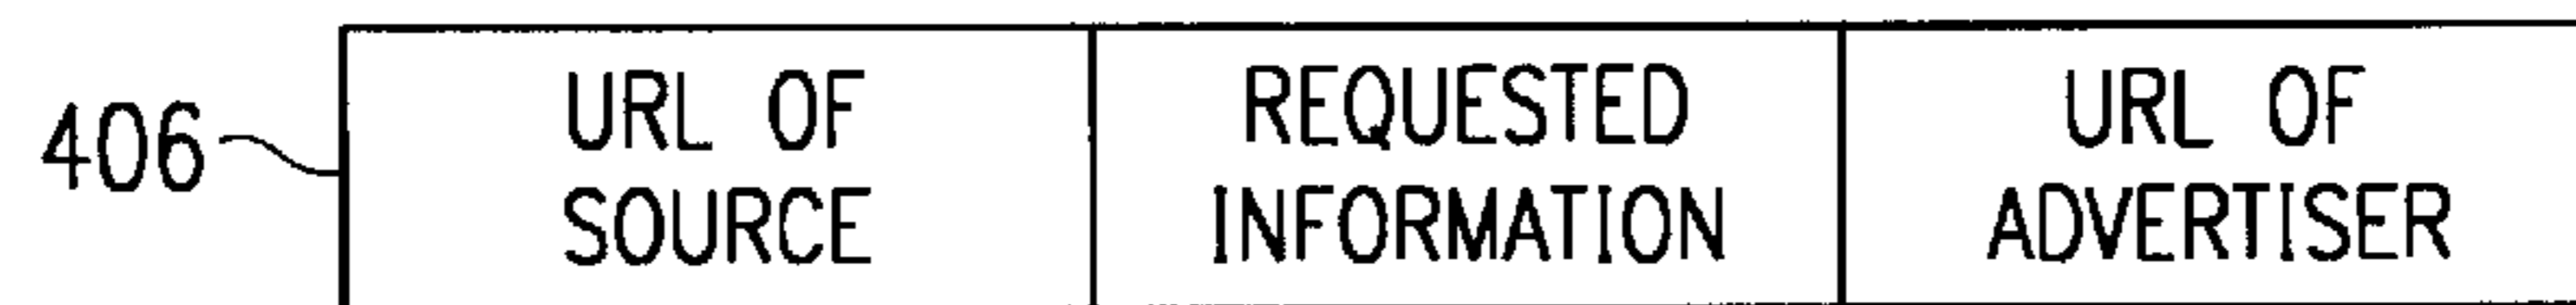 406
URL OF
SOURCE
REQUESTED
INFORMATION
URL OF
ADVERTISER